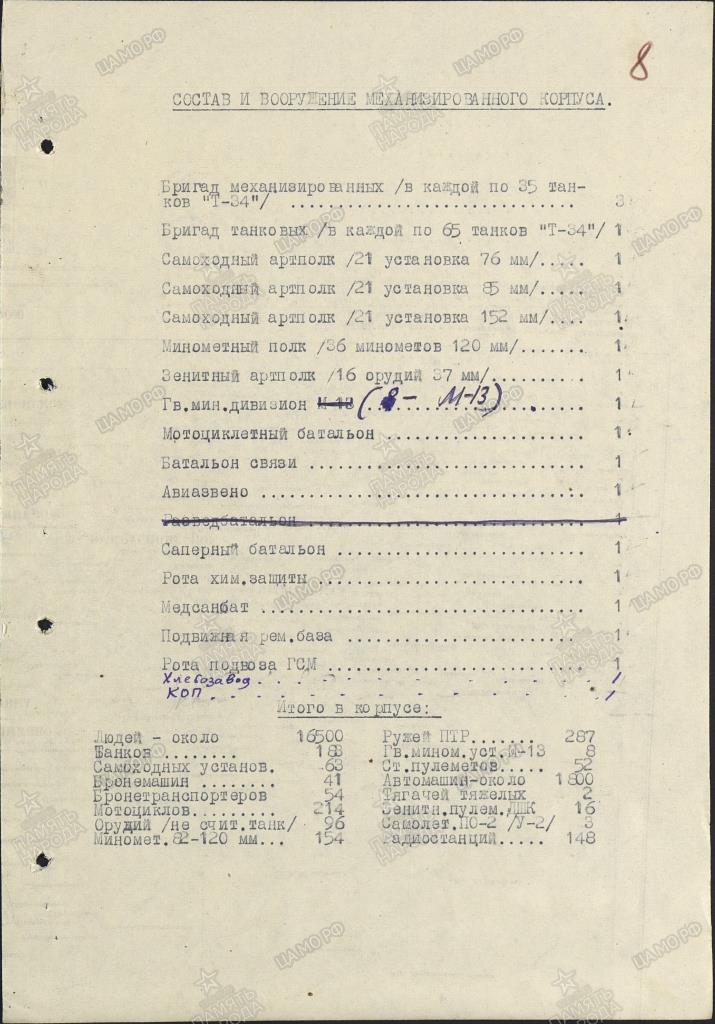 8
СОСТАВ И ВООРУЖЕНИЕ МЕХАНИЗИРОВАННОГО КОРПУСА.
Бригад механизированных /в каждой по 35 тан-
ков "Т-34"/ .............................. 3
Бригад танковых /в каждой по 65 танков "Т-34"/ 1
Самоходный артполк /21 установка 76 мм/..... 1
Самоходный артполк /21 установка 85 мм/..... 1
Самоходный артполк /21 установка 152 мм/.... 1
Минометный полк /36 минометов 120 мм/....... 1
Зенитный артполк /16 орудий 37 мм/.......... 1
Гв.мин.дивизион М-13 (8 - М-13) ........ 1
Мотоциклетный батальон ..................... 1
Батальон связи ............................. 1
Авиазвено .................................. 1
Разведбатальон ............................. 1
Саперный батальон .......................... 1
Рота хим.защиты ............................ 1
Медсанбат .................................. 1
Подвижная рем.база ......................... 1
Рота подвоза ГСМ ........................... 1
Хлебозавод. . . . . . . . . . . . 1
КОП. . . . . . . . . . . . . . 1
Итого в корпусе:
Людей - около 16500 Ружей ПТР....... 287
Танков ........ 183 Гв.мином.уст.М-13 8
Самоходных установ. 63 Ст.пулеметов..... 52
Бронемашин ........ 41 Автомашин-около 1800
Бронетранспортеров 54 Тягачей тяжелых 2
Мотоциклов......... 214 Зенитн.пулем.ДШК 16
Орудий /не счит.танк/ 96 Самолет.ПО-2 /У-2/ 3
Миномет.82-120 мм... 154 Радиостанций..... 148
ЦАМО РФ
ПАМЯТЬ НАРОДА